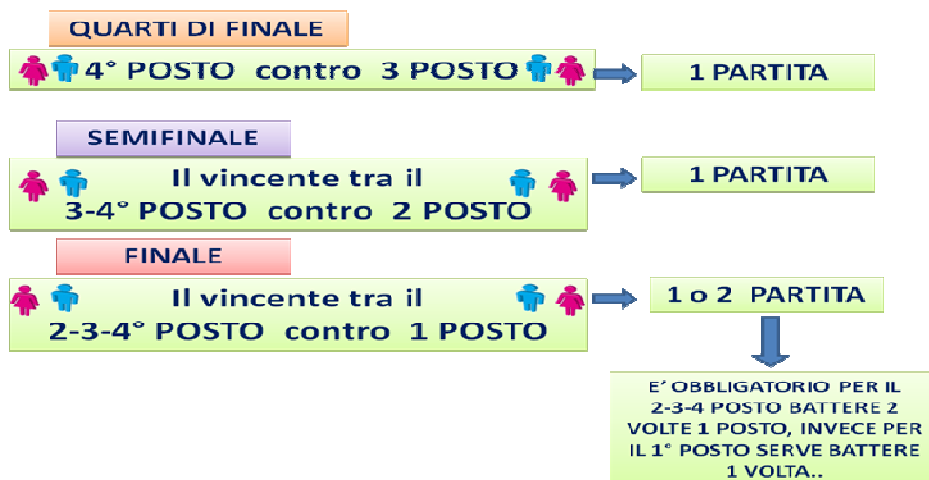 QUARTI DI FINALE
4° POSTO contro 3 POSTO
1 PARTITA
SEMIFINALE
Il vincente tra il
3-4° POSTO contro 2 POSTO
1 PARTITA
FINALE
Il vincente tra il
2-3-4° POSTO contro 1 POSTO
1 o 2 PARTITA
E' OBBLIGATORIO PER IL
2-3-4 POSTO BATTERE 2
VOLTE 1 POSTO, INVECE PER
IL 1° POSTO SERVE BATTERE
1 VOLTA..